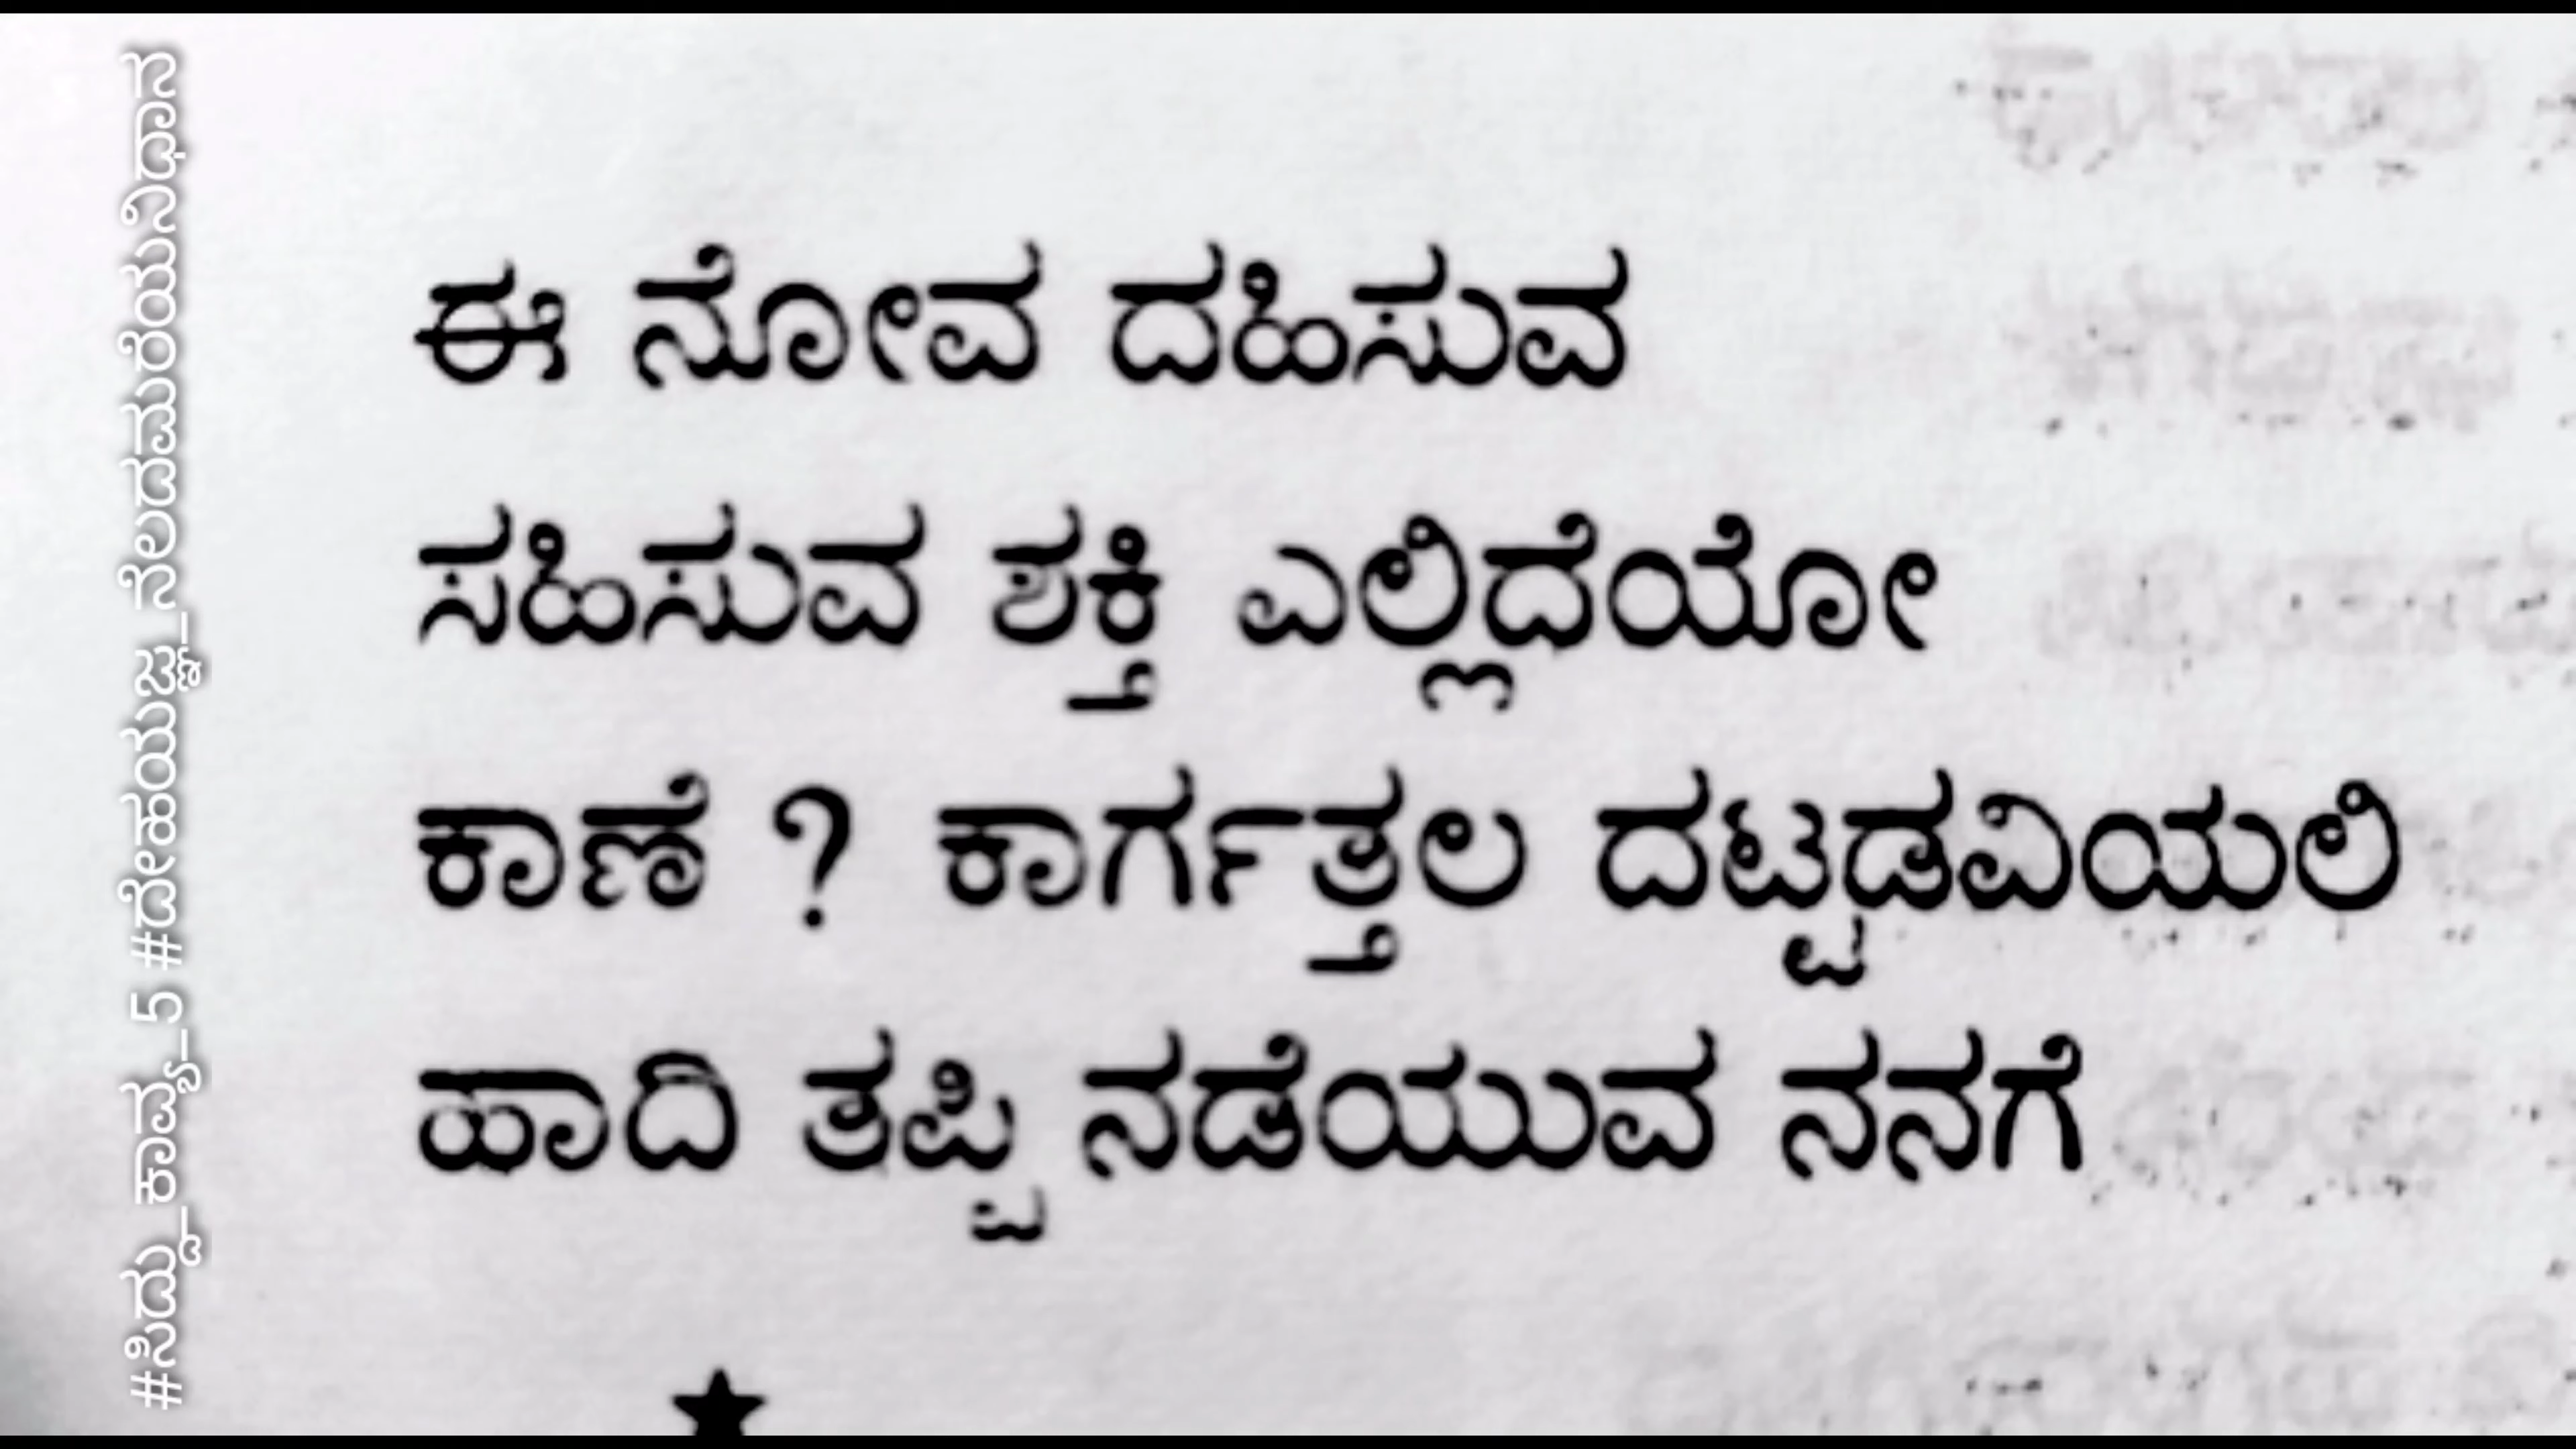 ಈ ನೋವ ದಹಿಸುವ
ಸಹಿಸುವ ಶಕ್ತಿ ಎಲ್ಲಿದೆಯೋ
ಕಾಣೆ ? ಕಾರ್ಗತ್ತಲ ದಟ್ಟಡವಿಯಲಿ
ಹಾದಿ ತಪ್ಪಿ ನಡೆಯುವ ನನಗೆ
#ಸಿದ್ದು_ಕಾವ್ಯ_5 #ದೇಹಯಜ್ಞ_ನೆಲದಮರೆಯನಿಧಾನ